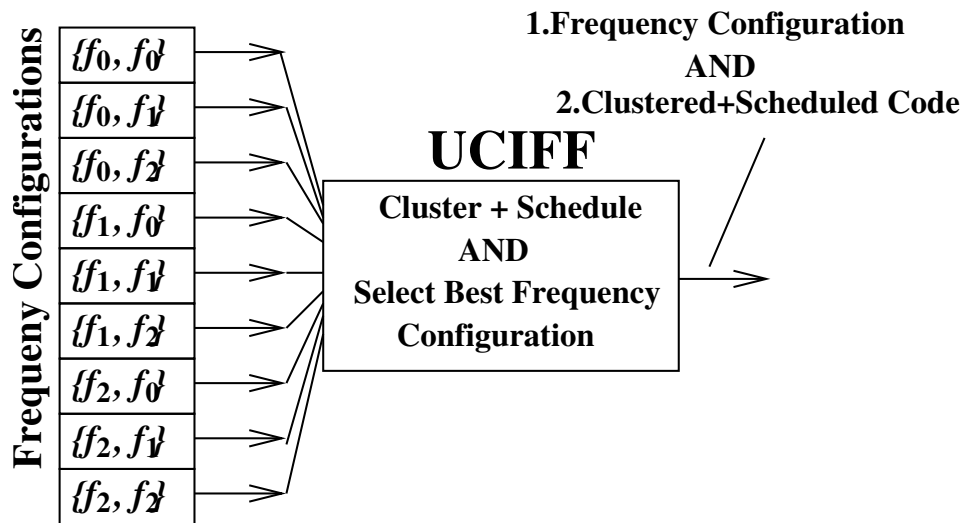 Frequeny Configurations
{f0, f0}
{f0, f1}
{f0, f2}
{f1, f0}
{f1, f1}
{f1, f2}
{f2, f0}
{f2, f1}
{f2, f2}
UCIFF
Cluster + Schedule
AND
Select Best Frequency
Configuration
1.Frequency Configuration
AND
2.Clustered+Scheduled Code